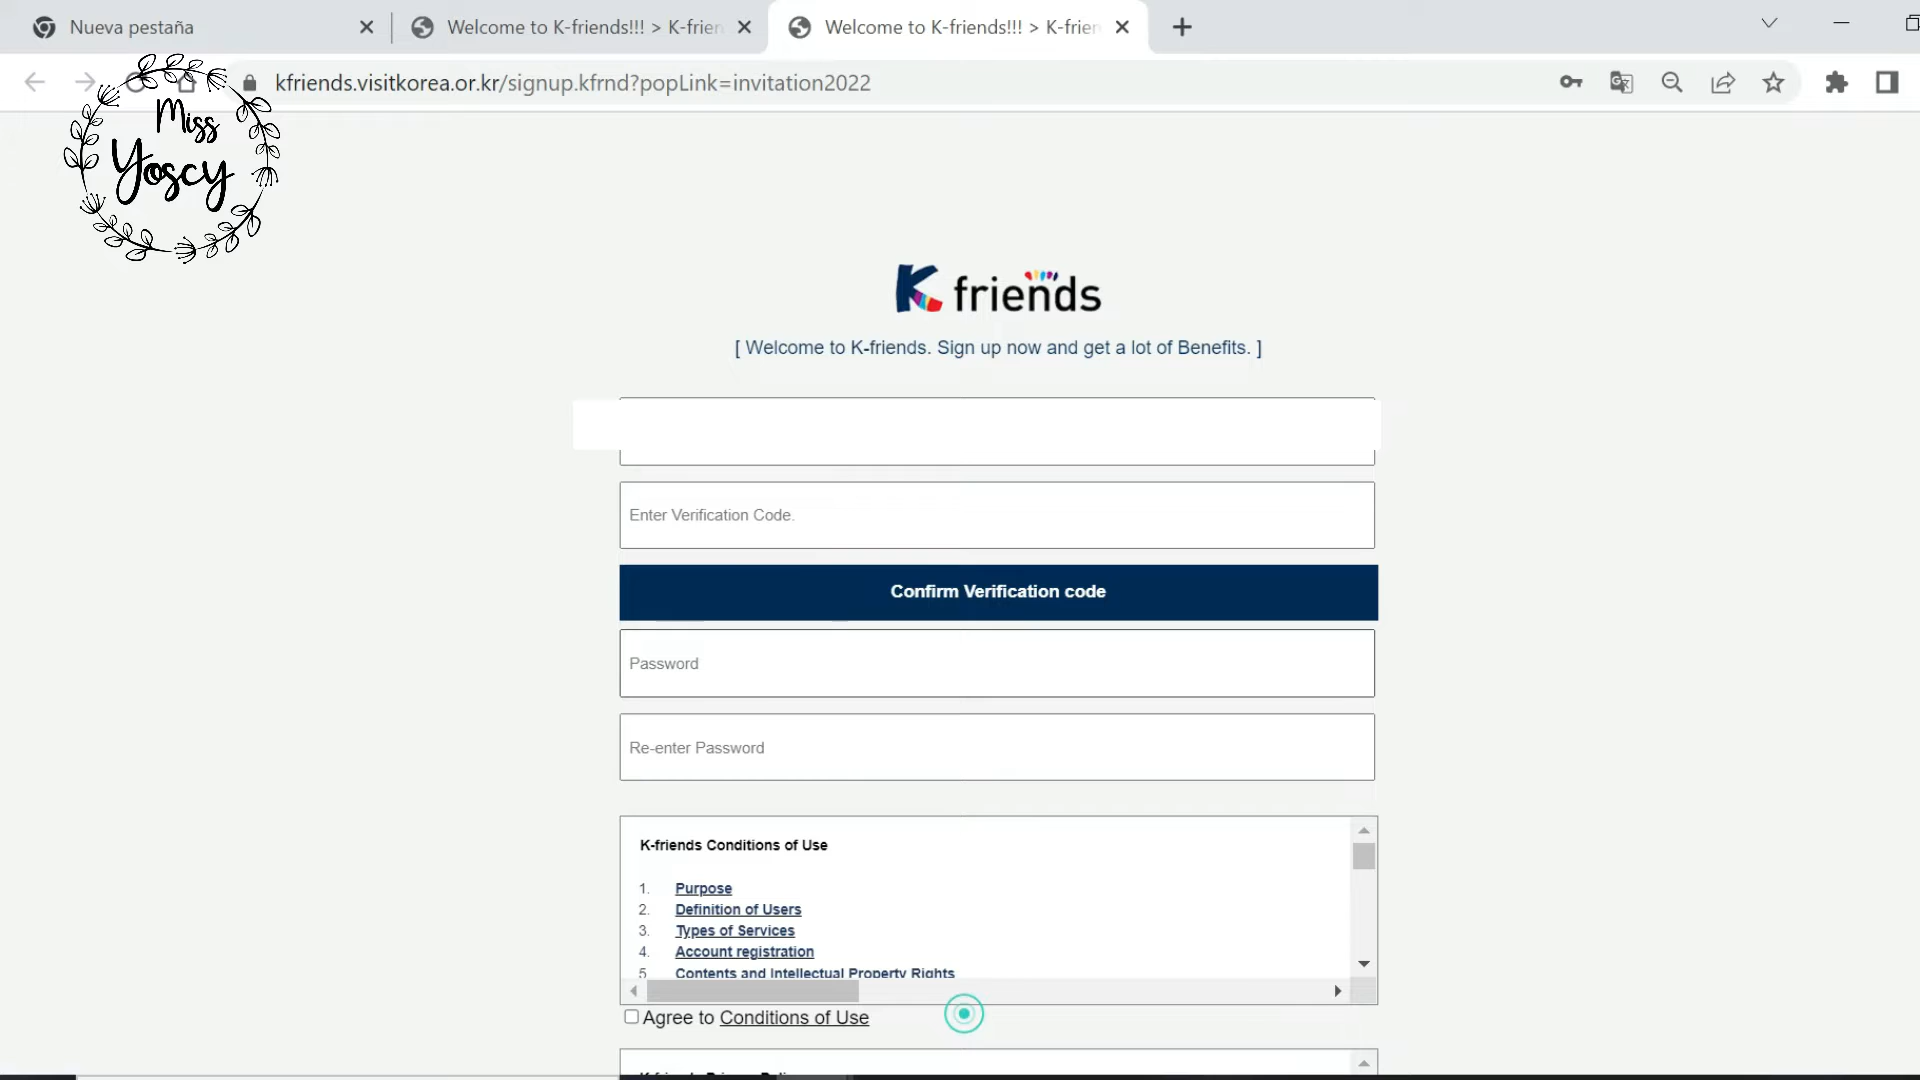 Nueva pestaña
Welcome to K-friends!!! > K-frien
Welcome to K-friends!!! > K-frien
kfriends.visitkorea.or.kr/signup.kfrnd?popLink=invitation2022
Miss
Yoscy
K friends
[ Welcome to K-friends. Sign up now and get a lot of Benefits. ]
Enter Verification Code.
Confirm Verification code
Password
Re-enter Password
K-friends Conditions of Use
1. Purpose
2. Definition of Users
3. Types of Services
4. Account registration
5 Contents and Intellectual Property Rights
Agree to Conditions of Use